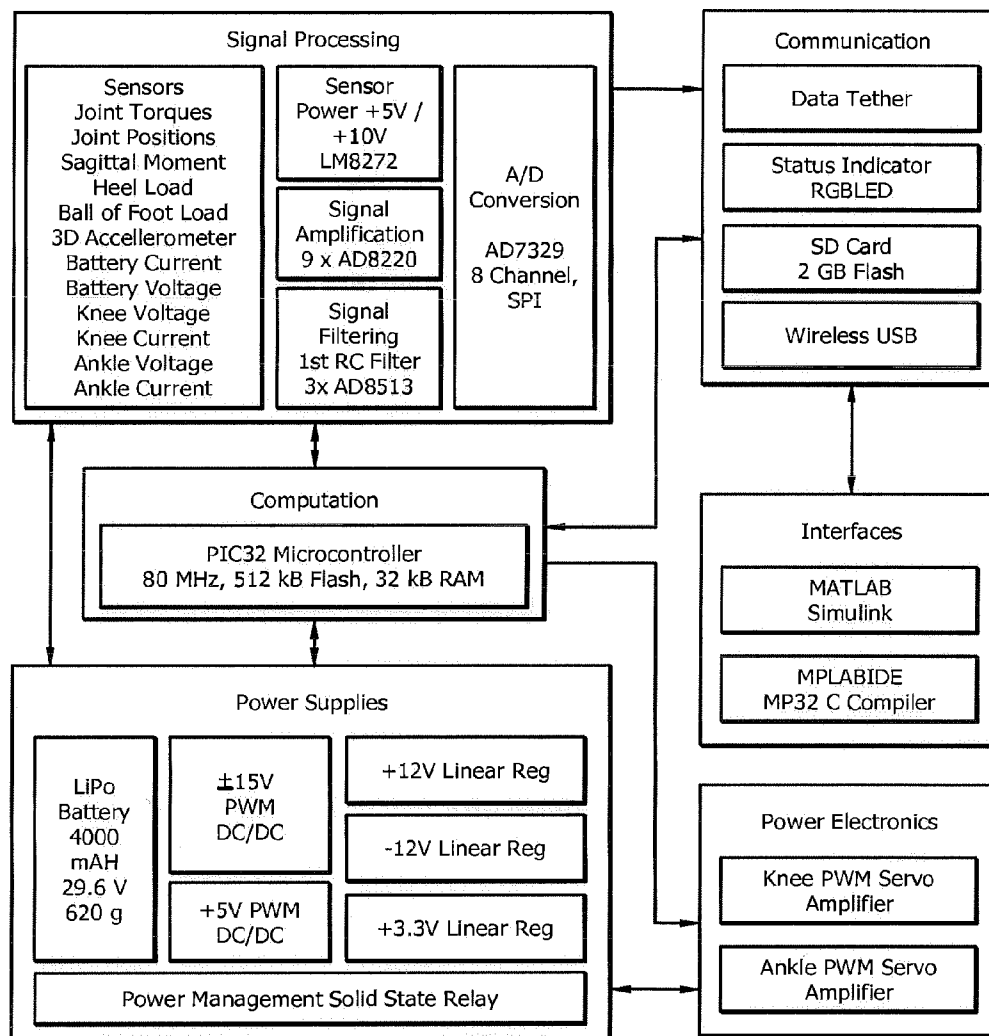 Signal Processing
Sensors
Joint Torques
Joint Positions
Sagittal Moment
Heel Load
Ball of Foot Load
3D Accellerometer
Battery Current
Battery Voltage
Knee Voltage
Knee Current
Ankle Voltage
Ankle Current
Sensor
Power +5V /
+10V
LM8272
Signal
Amplification
9 x AD8220
Signal
Filtering
1st RC Filter
3x AD8513
A/D
Conversion
AD7329
8 Channel,
SPI
Communication
Data Tether
Status Indicator
RGBLED
SD Card
2 GB Flash
Wireless USB
Computation
PIC32 Microcontroller
80 MHz, 512 kB Flash, 32 kB RAM
Interfaces
MATLAB
Simulink
MPLABIDE
MP32 C Compiler
Power Supplies
LiPo
Battery
4000
mAH
29.6 V
620 g
±15V
PWM
DC/DC
+5V PWM
DC/DC
+12V Linear Reg
-12V Linear Reg
+3.3V Linear Reg
Power Management Solid State Relay
Power Electronics
Knee PWM Servo
Amplifier
Ankle PWM Servo
Amplifier